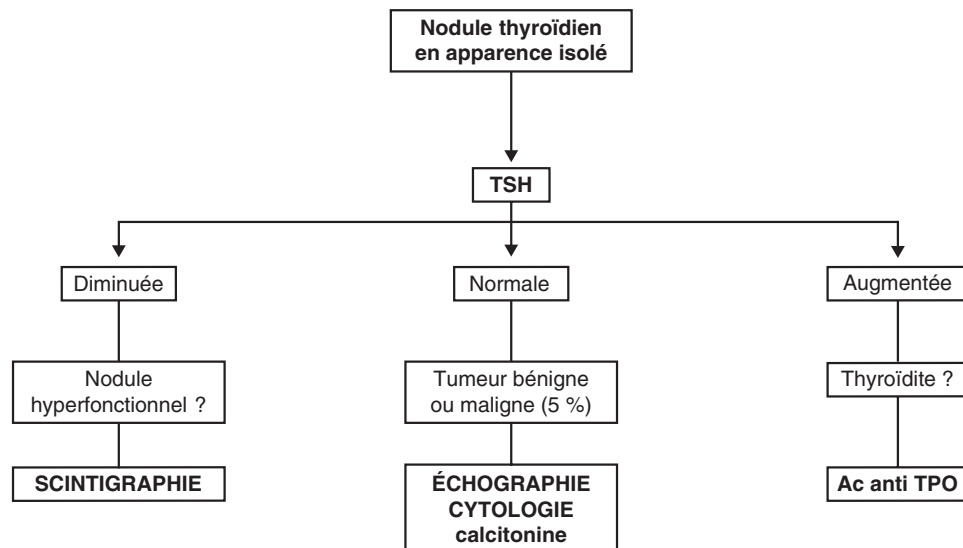 Nodule thyroïdien
en apparence isolé
TSH
Diminuée
Normale
Augmentée
Nodule
hyperfonctionnel ?
Tumeur bénigne
ou maligne (5 %)
Thyroïdite ?
SCINTIGRAPHIE
ÉCHOGRAPHIE
CYTOLOGIE
calcitonine
Ac anti TPO